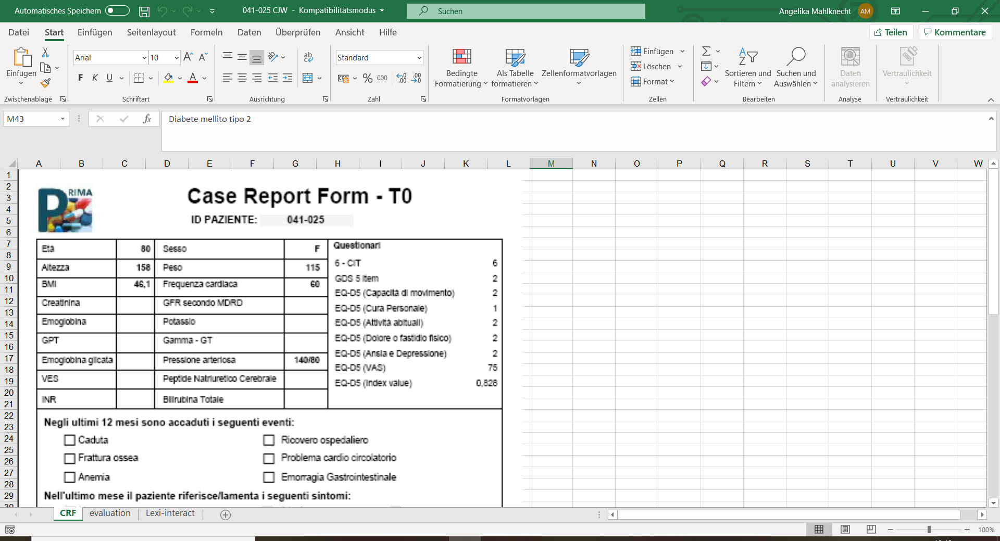 Automatisches Speichern
041-025 CJW - Kompatibilitätsmodus
Suchen
Angelika Mahlknecht AM
Datei Start Einfügen Seitenlayout Formeln Daten Überprüfen Ansicht Hilfe
Teilen Kommentare
Einfügen
Zwischenablage
Arial 10
F K U
Schriftart
ab
Ausrichtung
Standard
% 000
Zahl
Bedingte Formatierung
Als Tabelle formatieren
Zellenformatvorlagen
Formatvorlagen
Einfügen
Löschen
Format
Zellen
Sortieren und Filtern
Suchen und Auswählen
Bearbeiten
Daten analysieren
Analyse
Vertraulichkeit
Vertraulichkeit
M43 fx Diabete mellito tipo 2
A B C D E F G H I J K L M N O P Q R S T U V W
1
2
3
4
5
6
7
8
9
10
11
12
13
14
15
16
17
18
19
20
21
22
23
24
25
26
27
28
29
30
PRIMA
Case Report Form - T0
ID PAZIENTE: 041-025
Età 80 Sesso F
Altezza 158 Peso 115
BMI 46,1 Frequenza cardiaca 60
Creatinina GFR secondo MDRD
Emoglobina Potassio
GPT Gamma - GT
Emoglobina glicata Pressione arteriosa 140/80
VES Peptide Natriuretico Cerebrale
INR Bilirubina Totale
Questionari
6 - CIT 6
GDS 5 item 2
EQ-D5 (Capacità di movimento) 2
EQ-D5 (Cura Personale) 1
EQ-D5 (Attività abituali) 2
EQ-D5 (Dolore o fastidio fisico) 2
EQ-D5 (Ansia e Depressione) 2
EQ-D5 (VAS) 75
EQ-D5 (Index value) 0,828
Negli ultimi 12 mesi sono accaduti i seguenti eventi:
Caduta Ricovero ospedaliero
Frattura ossea Problema cardio circolatorio
Anemia Emorragia Gastrointestinale
Nell'ultimo mese il paziente riferisce/lamenta i seguenti sintomi:
CRF evaluation Lexi-interact
100%